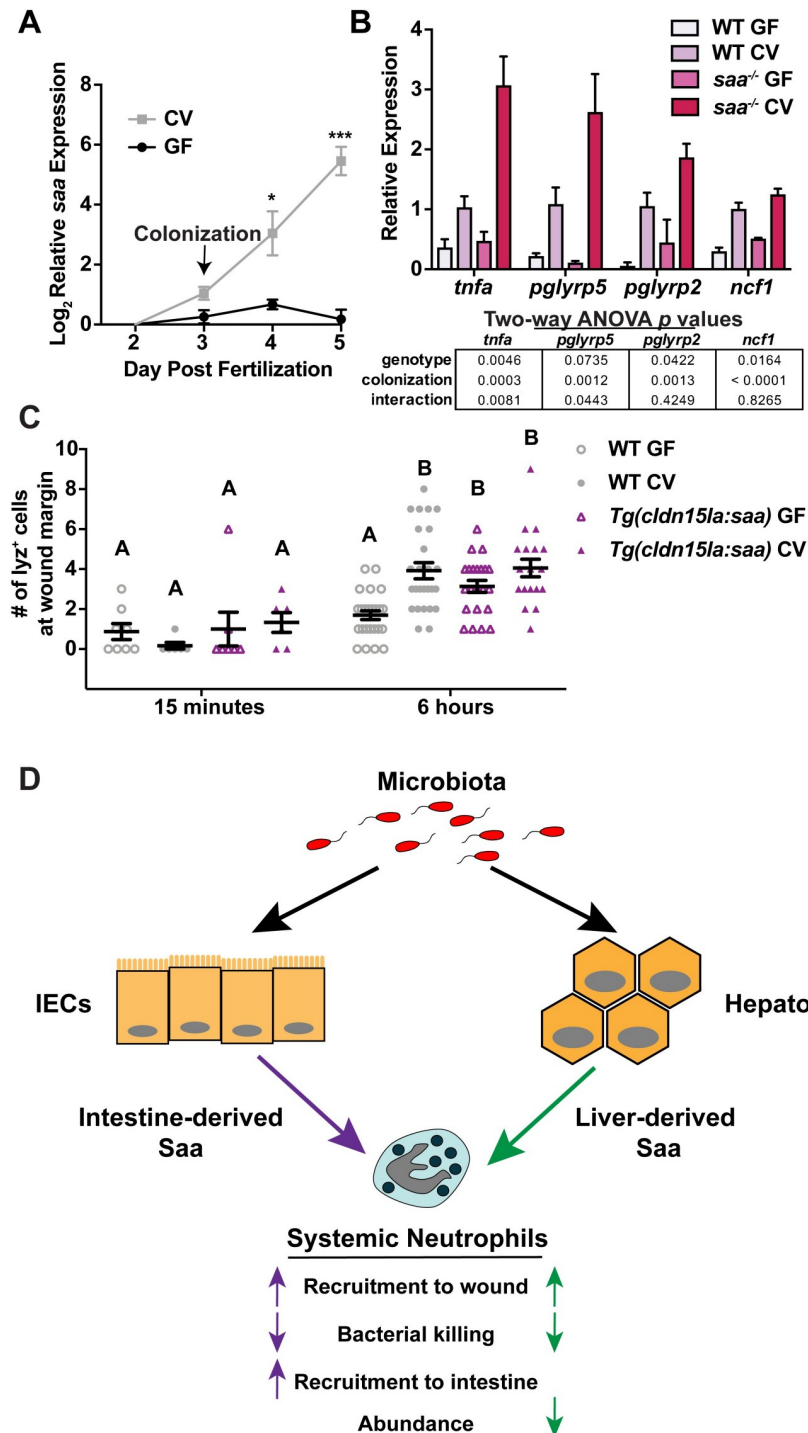 A
8
6
4
2
0
Log2 Relative saa Expression
CV
GF
Colonization
*
***
2 3 4 5
Day Post Fertilization
B
4
3
2
1
0
Relative Expression
WT GF
WT CV
saa-/- GF
saa-/- CV
tnfa pglyrp5 pglyrp2 ncf1
Two-way ANOVA p values
tnfa pglyrp5 pglyrp2 ncf1
genotype 0.0046 0.0735 0.0422 0.0164
colonization 0.0003 0.0012 0.0013 < 0.0001
interaction 0.0081 0.0443 0.4249 0.8265
C
10
8
6
4
2
0
# of lyz+ cells
at wound margin
A A A A A B B B
15 minutes 6 hours
WT GF
WT CV
Tg(cldn15la:saa) GF
Tg(cldn15la:saa) CV
D
Microbiota
IECs
Hepato
Intestine-derived
Saa
Liver-derived
Saa
Systemic Neutrophils
Recruitment to wound
Bacterial killing
Recruitment to intestine
Abundance